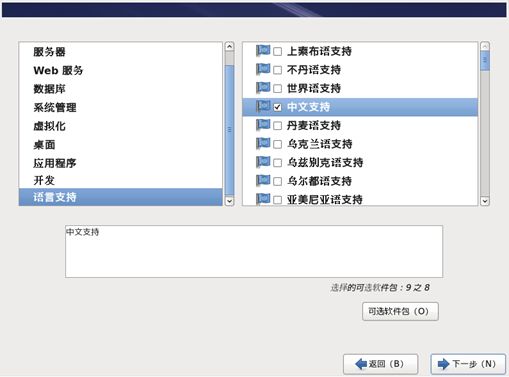 服务器
Web 服务
数据库
系统管理
虚拟化
桌面
应用程序
开发
语言支持
上索布语支持
不丹语支持
世界语支持
中文支持
丹麦语支持
乌克兰语支持
乌兹别克语支持
乌尔都语支持
亚美尼亚语支持
中文支持
选择的可选软件包：9 之 8
可选软件包（O）
返回（B）
下一步（N）